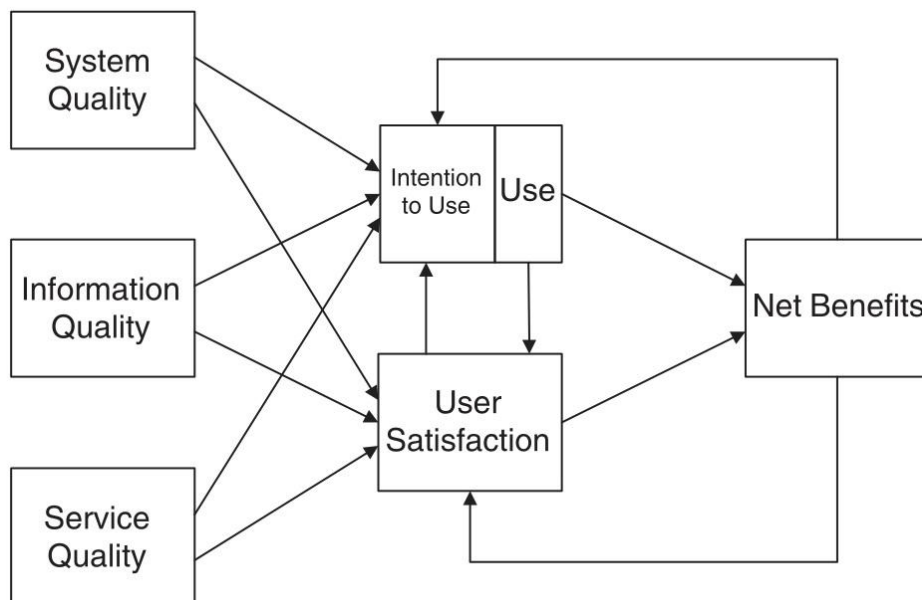 System
Quality
Intention
to Use
Use
Information
Quality
Net Benefits
User
Satisfaction
Service
Quality